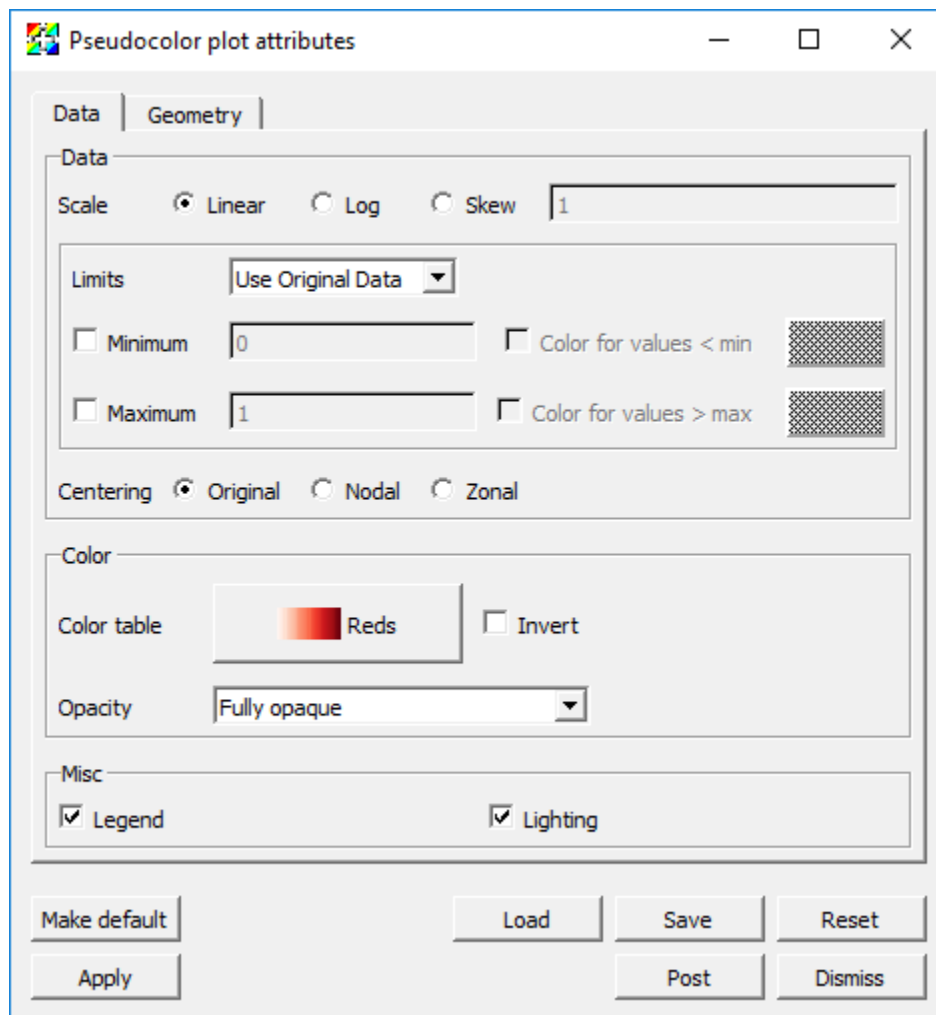 Pseudocolor plot attributes
Data Geometry
Data
Scale Linear Log Skew 1
Limits Use Original Data
Minimum 0 Color for values < min
Maximum 1 Color for values > max
Centering Original Nodal Zonal
Color
Color table Reds Invert
Opacity Fully opaque
Misc
Legend Lighting
Make default Load Save Reset
Apply Post Dismiss